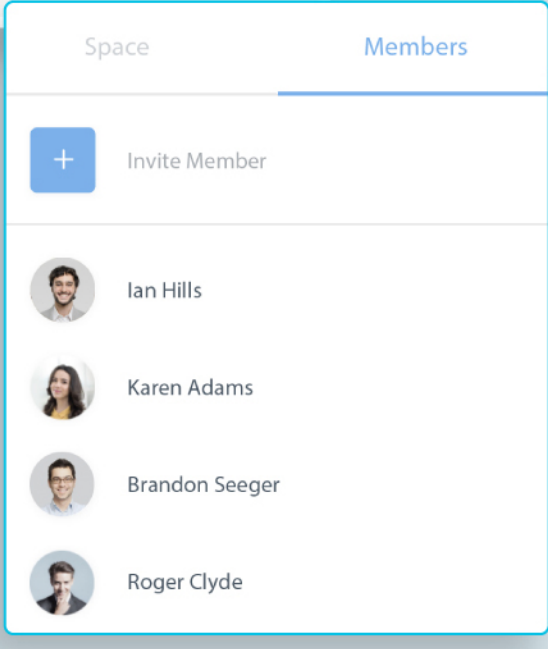 Space
Members
Invite Member
Ian Hills
Karen Adams
Brandon Seeger
Roger Clyde